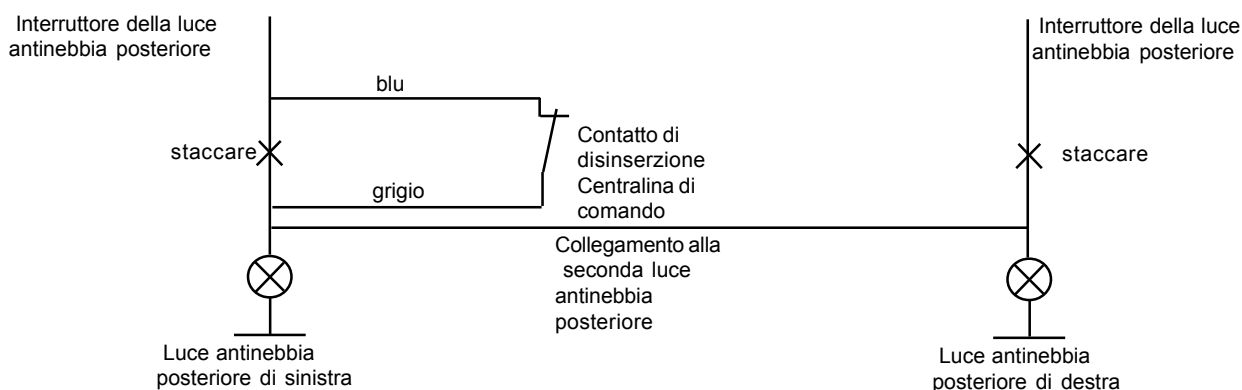 Interruttore della luce
antinebbia posteriore
Interruttore della luce
antinebbia posteriore
blu
staccare
Contatto di
disinserzione
Centralina di
comando
staccare
grigio
Collegamento alla
seconda luce
antinebbia
posteriore
Luce antinebbia
posteriore di sinistra
Luce antinebbia
posteriore di destra